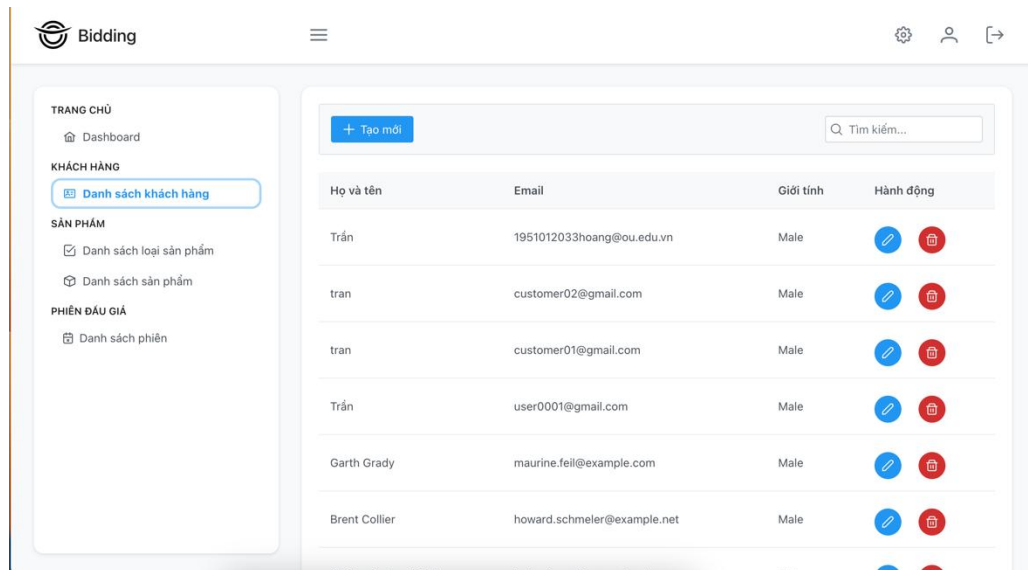 Bidding
TRANG CHỦ
Dashboard
KHÁCH HÀNG
Danh sách khách hàng
SẢN PHẨM
Danh sách loại sản phẩm
Danh sách sản phẩm
PHIÊN ĐẤU GIÁ
Danh sách phiên
Tạo mới
Tìm kiếm...
Họ và tên Email Giới tính Hành động
Trần 1951012033hoang@ou.edu.vn Male
tran customer02@gmail.com Male
tran customer01@gmail.com Male
Trần user0001@gmail.com Male
Garth Grady maurine.feil@example.com Male
Brent Collier howard.schmeler@example.net Male